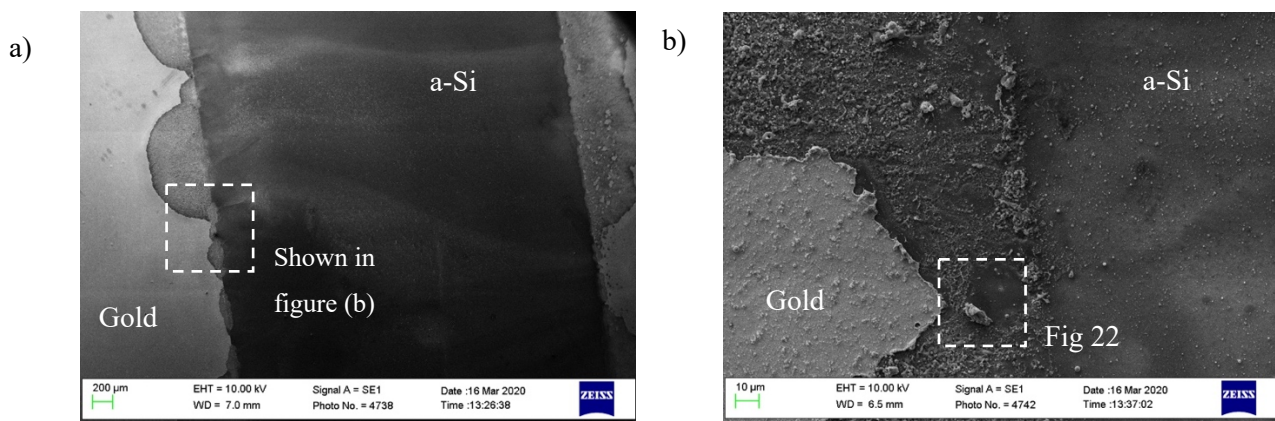 a)
a-Si
Shown in
figure (b)
Gold
200 µm
EHT = 10.00 kV
WD = 7.0 mm
Signal A = SE1
Photo No. = 4738
Date :16 Mar 2020
Time :13:26:38
ZEISS
b)
a-Si
Gold
Fig 22
10 µm
EHT = 10.00 kV
WD = 6.5 mm
Signal A = SE1
Photo No. = 4742
Date :16 Mar 2020
Time :13:37:02
ZEISS